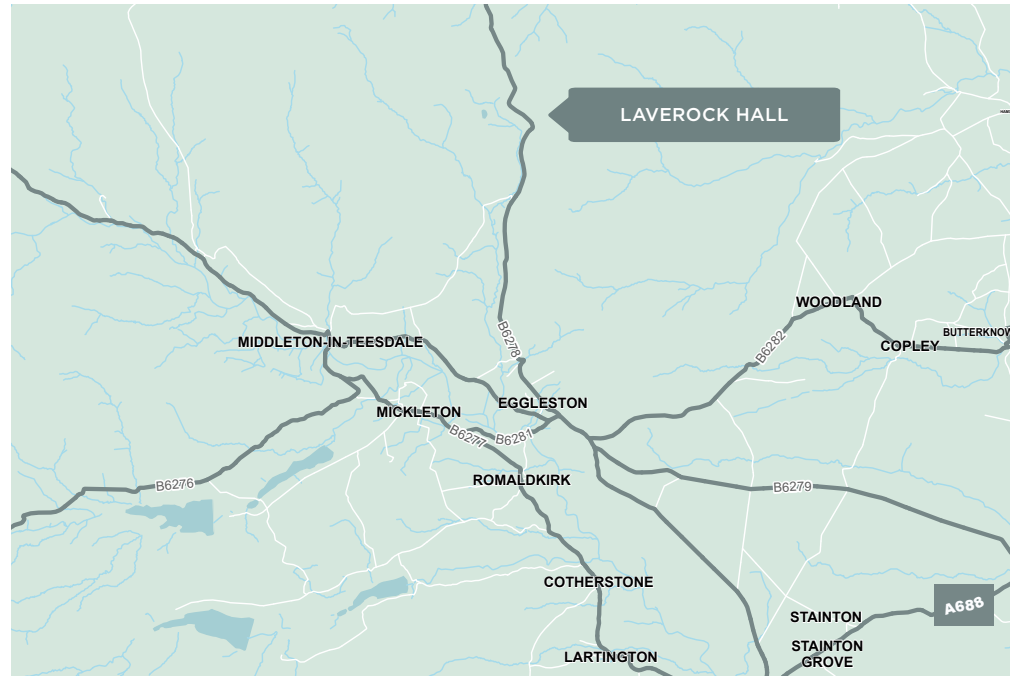 LAVEROCK HALL
WOODLAND
B6278
BUTTERKNOW
MIDDLETON-IN-TEESDALE
B6282
COPLEY
EGGLESTON
MICKLETON
B6277
B6281
ROMALDKIRK
B6276
B6279
COTHERSTONE
A688
STAINTON
STAINTON
GROVE
LARTINGTON